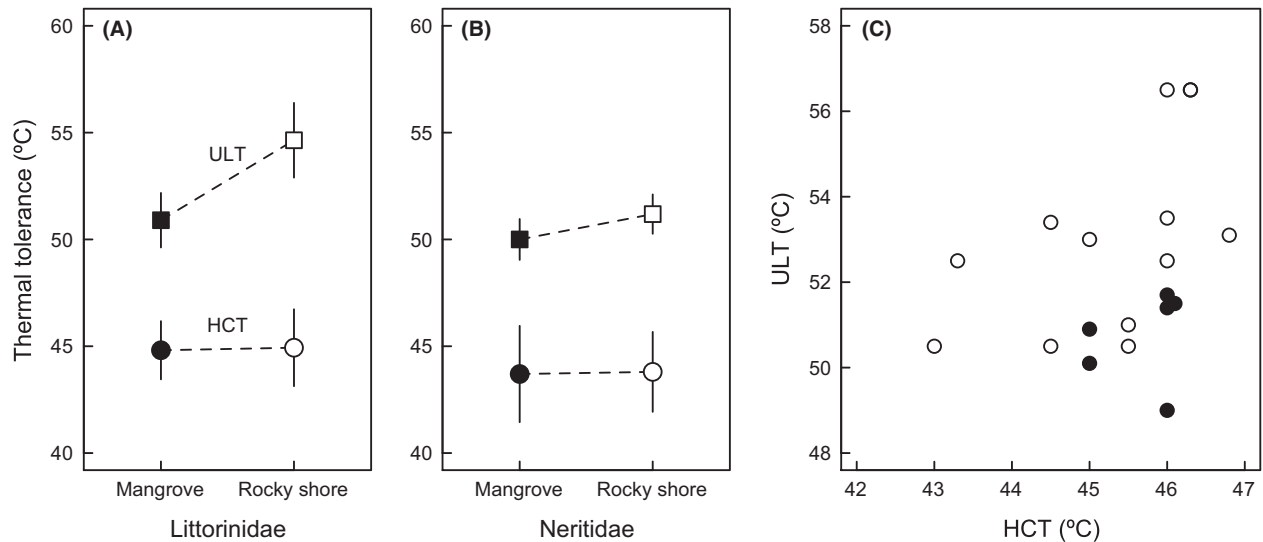 (A)
60
55
50
45
40
Thermal tolerance (ºC)
ULT
HCT
Mangrove Rocky shore
Littorinidae
(B)
60
55
50
45
40
Mangrove Rocky shore
Neritidae
(C)
58
56
54
52
50
48
ULT (ºC)
42 43 44 45 46 47
HCT (ºC)